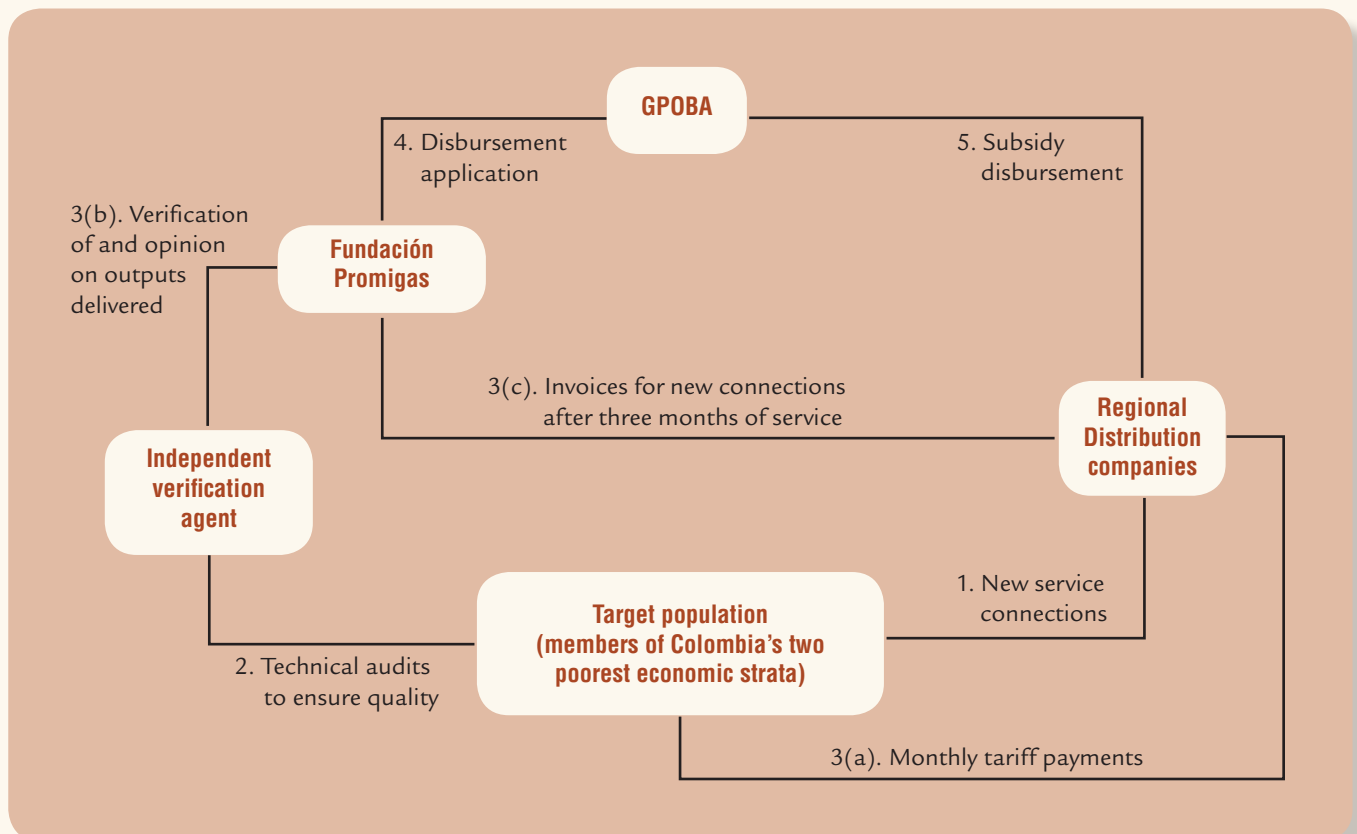 GPOBA
4. Disbursement
application
5. Subsidy
disbursement
3(b). Verification
of and opinion
on outputs
delivered
Fundación
Promigas
3(c). Invoices for new connections
after three months of service
Regional
Distribution
companies
Independent
verification
agent
1. New service
connections
Target population
(members of Colombia's two
poorest economic strata)
2. Technical audits
to ensure quality
3(a). Monthly tariff payments